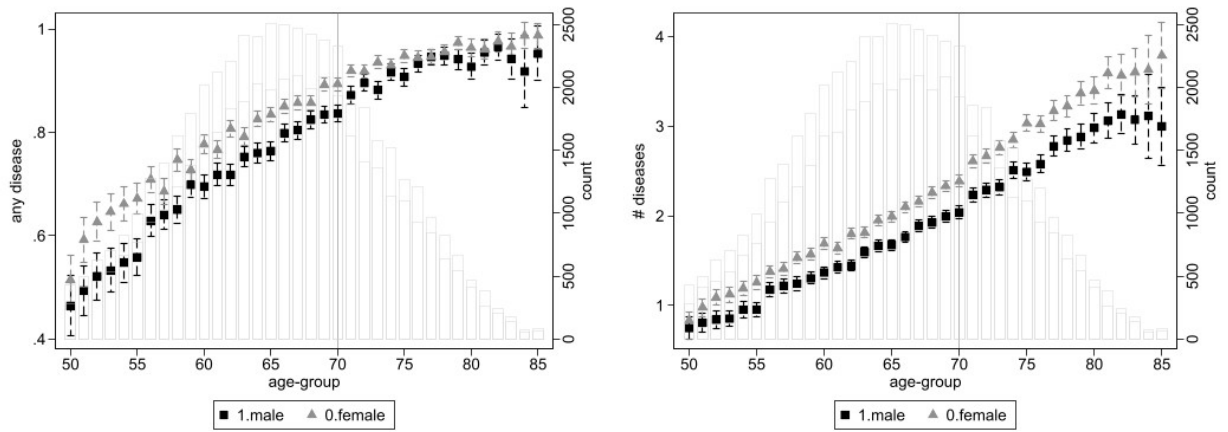 any disease
1
.8
.6
.4
50 55 60 65 70 75 80 85
age-group
0 500 1000 1500 2000 2500
count
1.male 0.female
# diseases
4
3
2
1
50 55 60 65 70 75 80 85
age-group
0 500 1000 1500 2000 2500
count
1.male 0.female